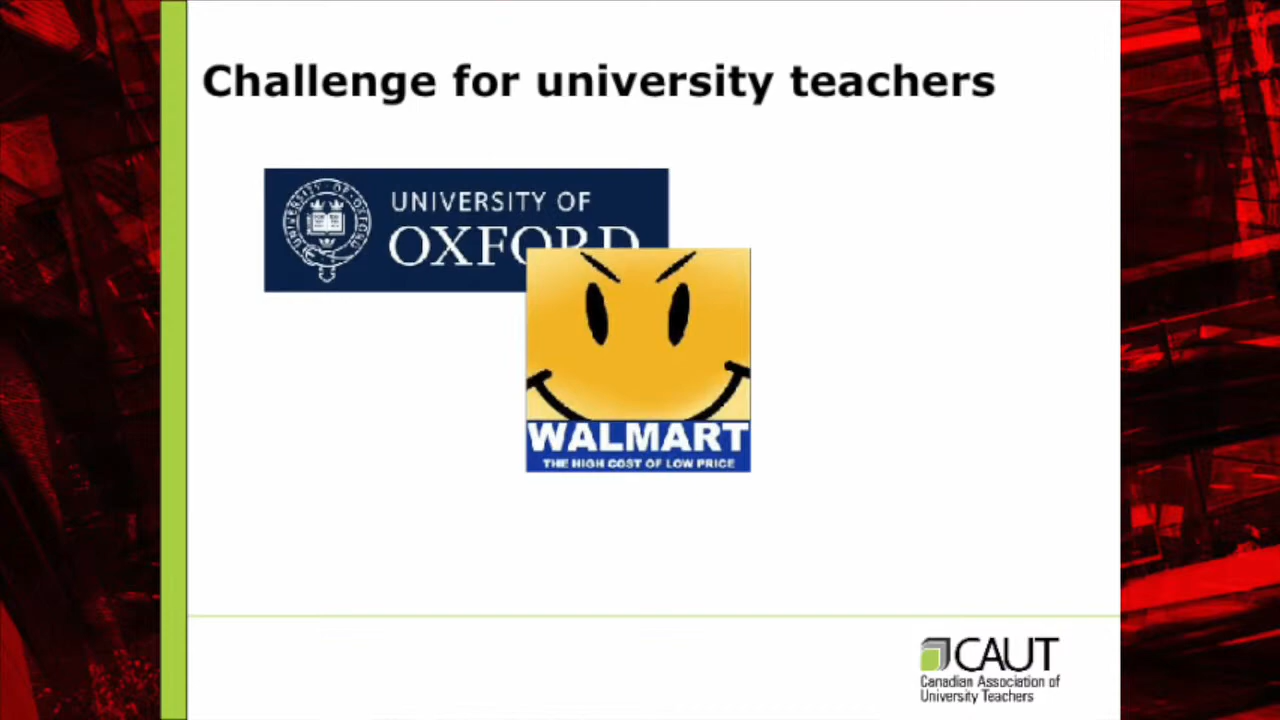 Challenge for university teachers
UNIVERSITY OF
OXFORD
WALMART
THE HIGH COST OF LOW PRICE
CAUT
Canadian Association of
University Teachers